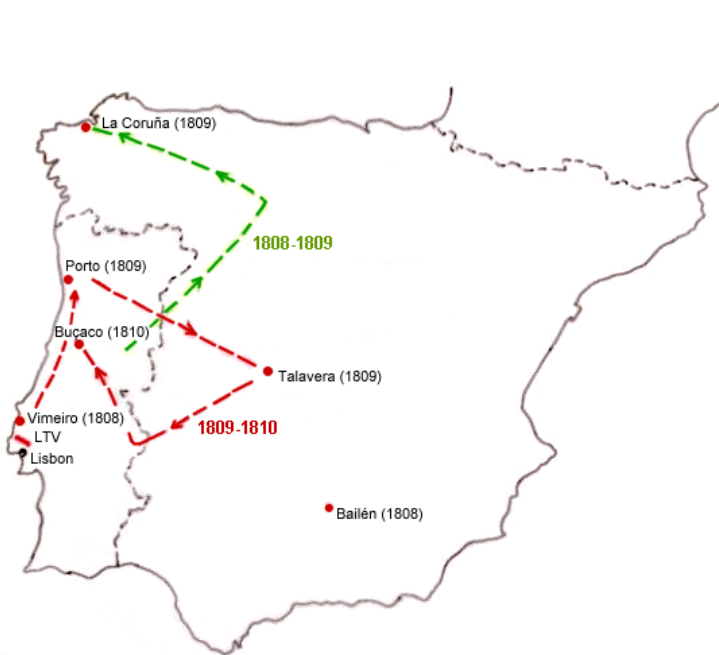 La Coruña (1809)
1808-1809
Porto (1809)
Buçaco (1810)
Talavera (1809)
Vimeiro (1808)
1809-1810
LTV
Lisbon
Bailén (1808)